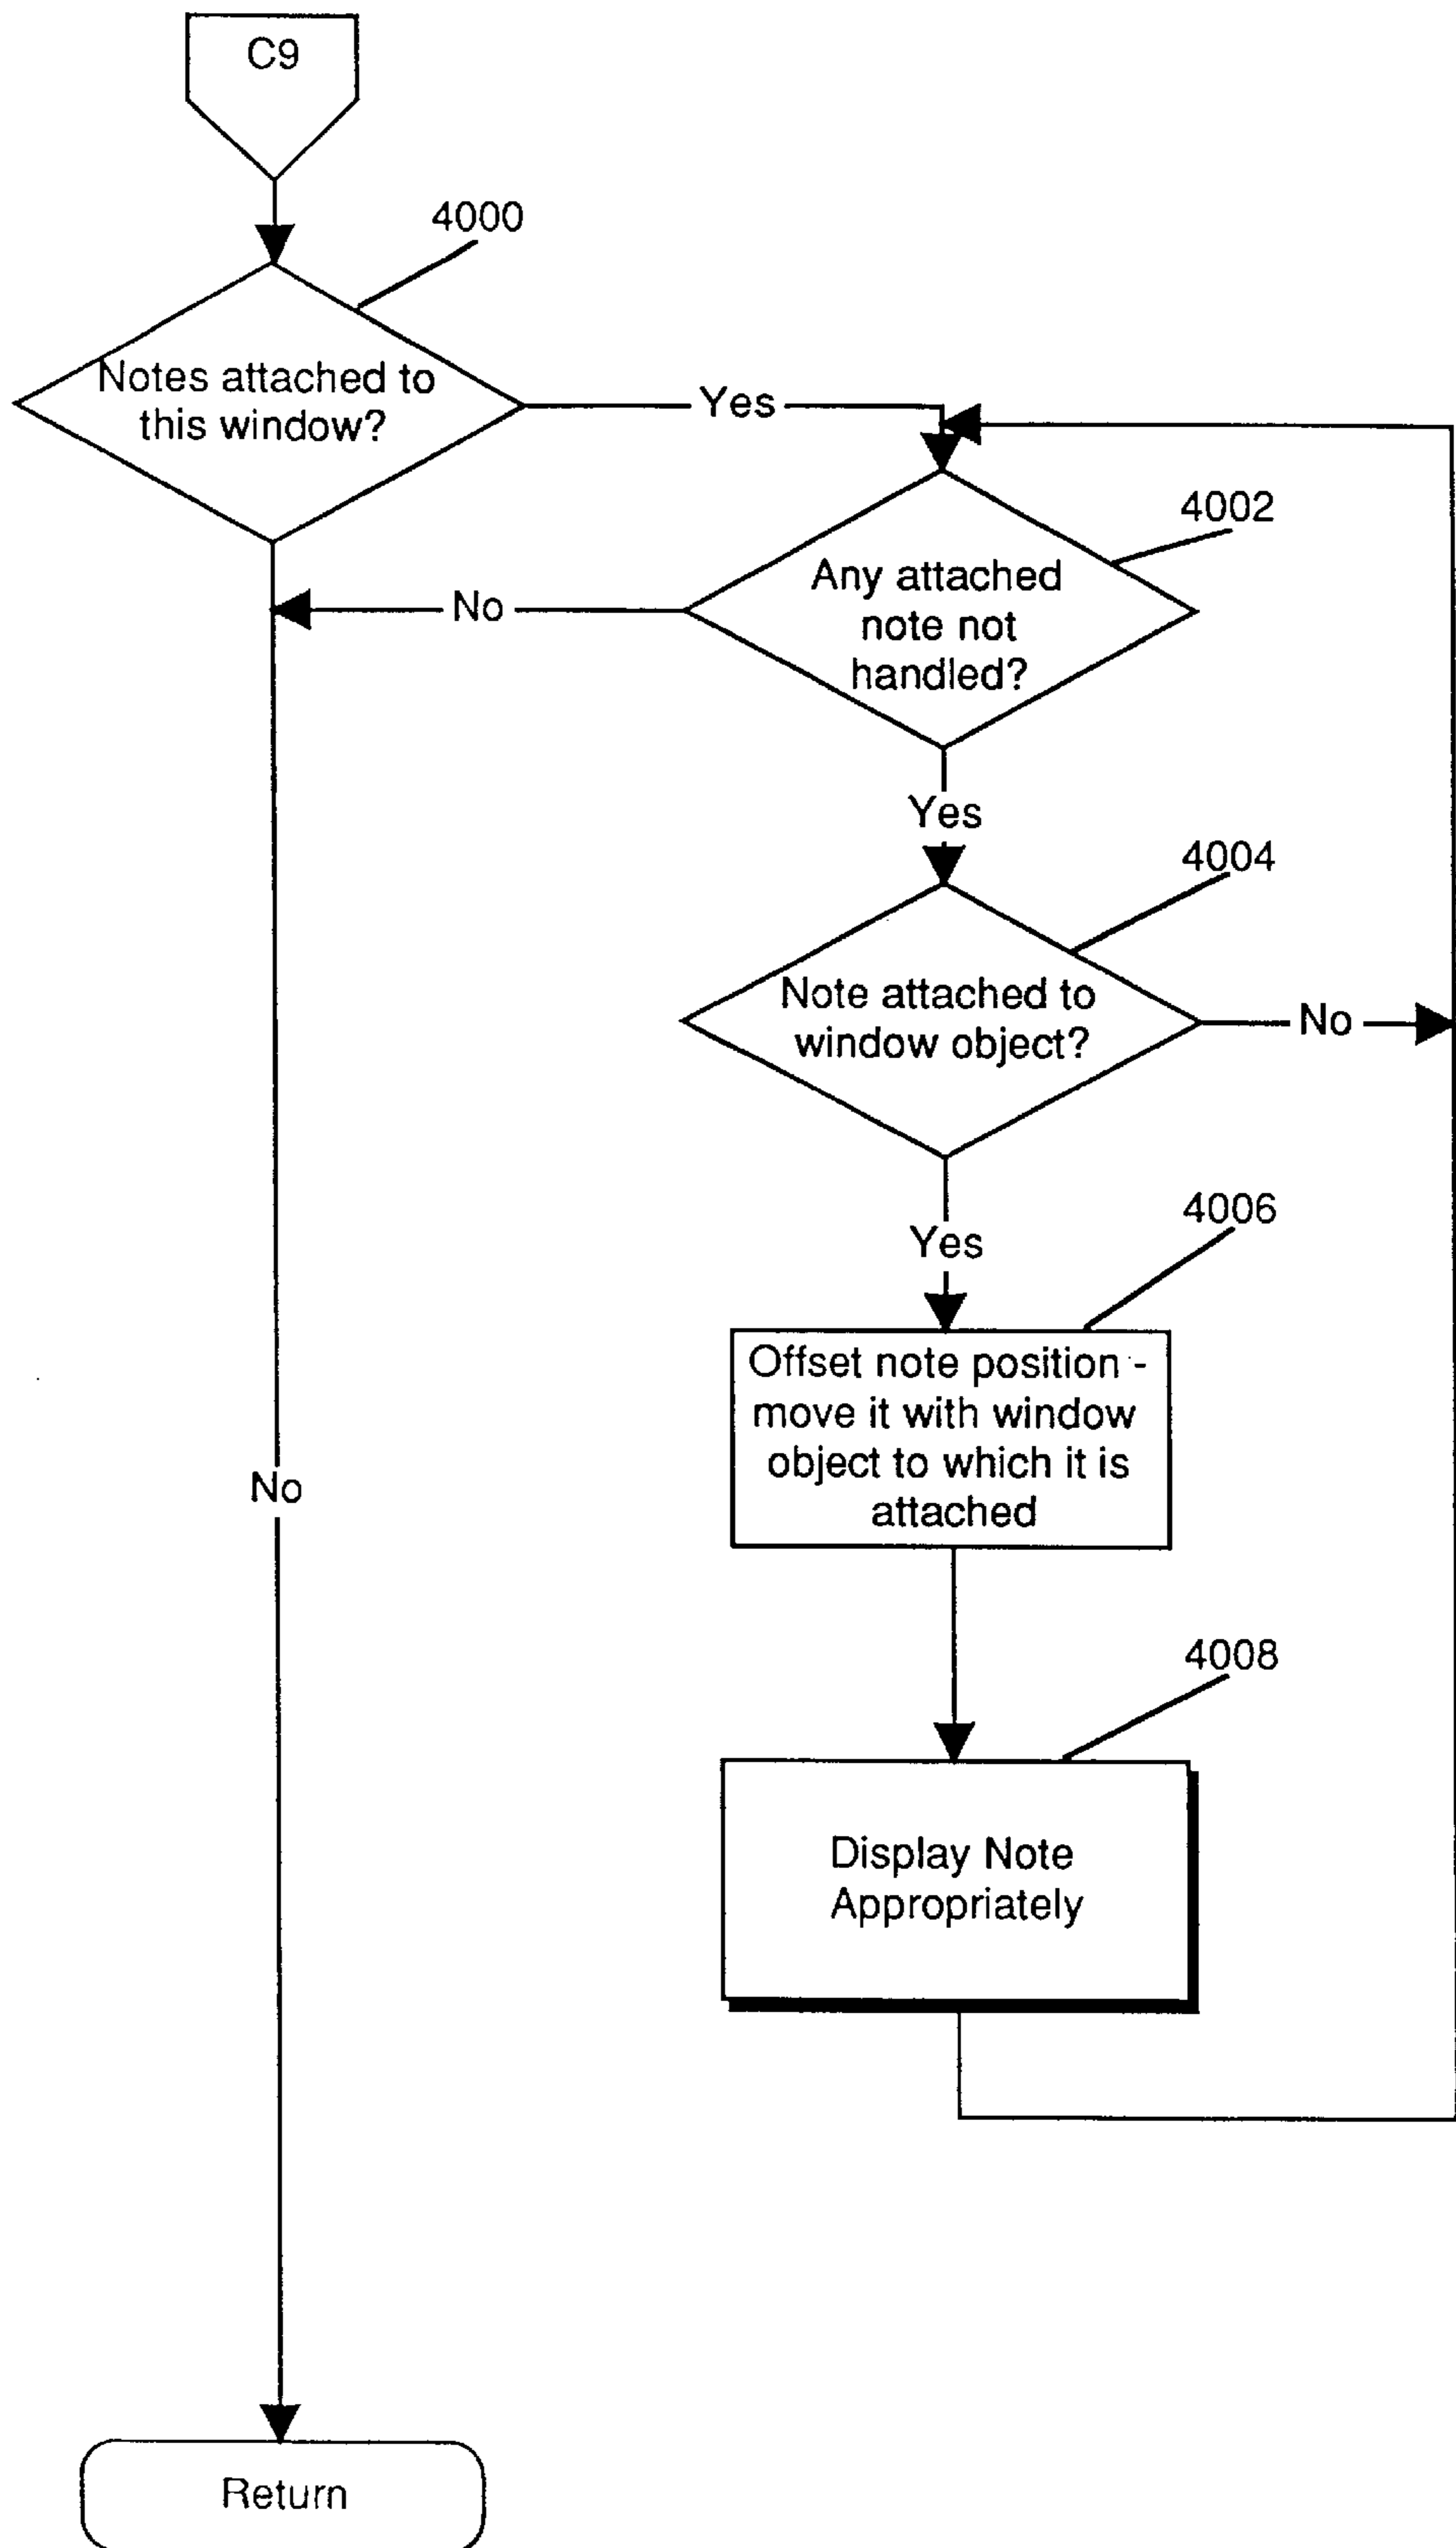 C9
4000
Notes attached to
this window?
Yes
4002
Any attached
note not
handled?
No
Yes
4004
Note attached to
window object?
No
Yes
4006
Offset note position -
move it with window
object to which it is
attached
No
4008
Display Note
Appropriately
Return